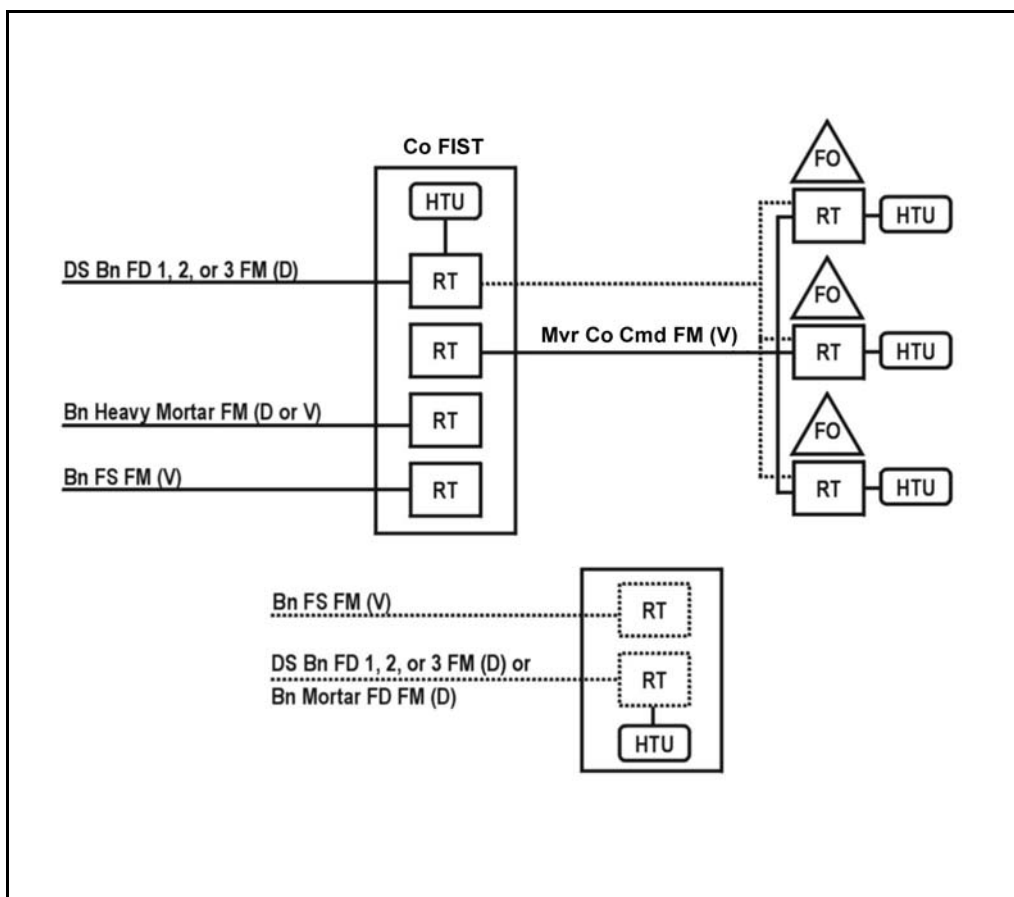 Co FIST
FO
HTU
RT
HTU
DS Bn FD 1, 2, or 3 FM (D)
RT
FO
RT
Mvr Co Cmd FM (V)
RT
HTU
Bn Heavy Mortar FM (D or V)
RT
FO
Bn FS FM (V)
RT
RT
HTU
Bn FS FM (V)
RT
DS Bn FD 1, 2, or 3 FM (D) or
RT
Bn Mortar FD FM (D)
HTU